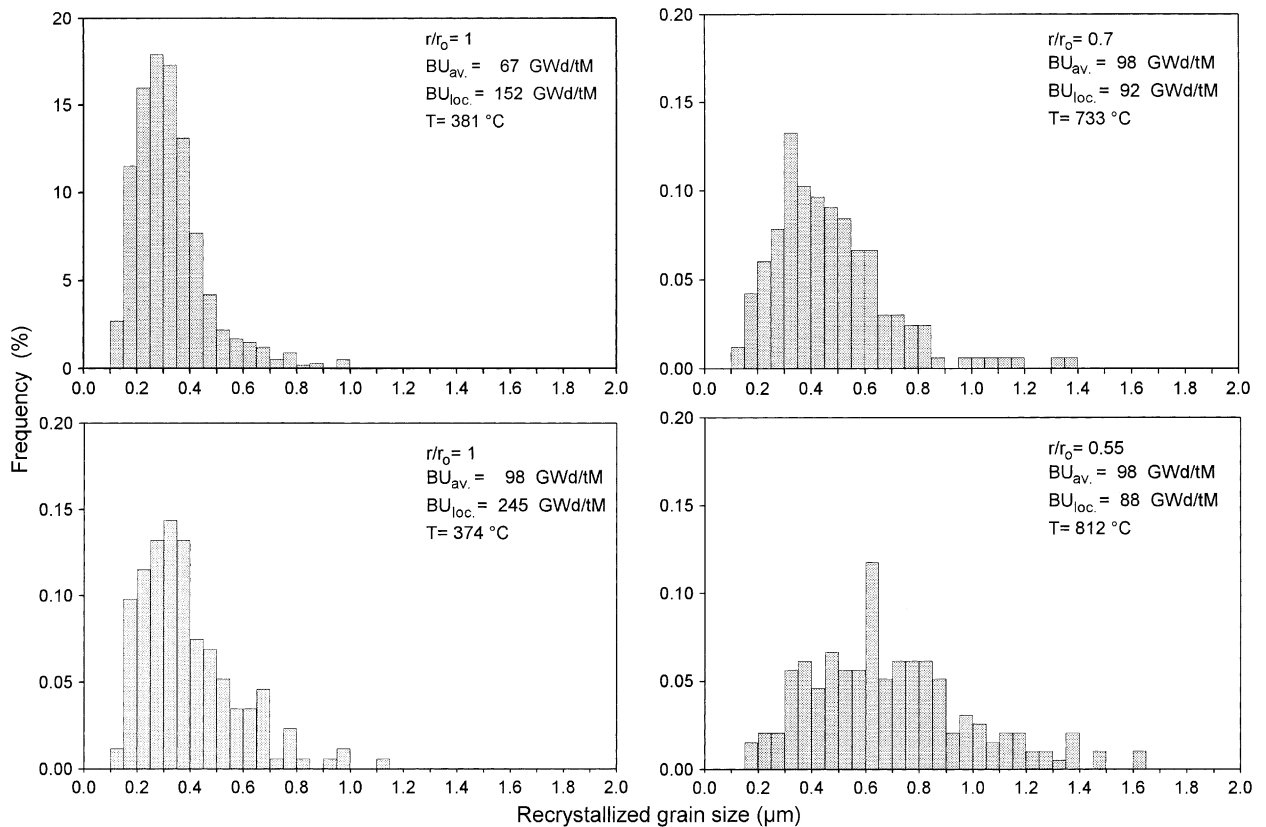 Frequency (%)
20
15
10
5
0
0.0 0.2 0.4 0.6 0.8 1.0 1.2 1.4 1.6 1.8 2.0
r/ro= 1
BUav.= 67 GWd/tM
BUloc.= 152 GWd/tM
T= 381 °C
0.20
0.15
0.10
0.05
0.00
0.0 0.2 0.4 0.6 0.8 1.0 1.2 1.4 1.6 1.8 2.0
r/ro= 0.7
BUav.= 98 GWd/tM
BUloc.= 92 GWd/tM
T= 733 °C
0.20
0.15
0.10
0.05
0.00
0.0 0.2 0.4 0.6 0.8 1.0 1.2 1.4 1.6 1.8 2.0
r/ro= 1
BUav.= 98 GWd/tM
BUloc.= 245 GWd/tM
T= 374 °C
0.20
0.15
0.10
0.05
0.00
0.0 0.2 0.4 0.6 0.8 1.0 1.2 1.4 1.6 1.8 2.0
r/ro= 0.55
BUav.= 98 GWd/tM
BUloc.= 88 GWd/tM
T= 812 °C
Recrystallized grain size (µm)